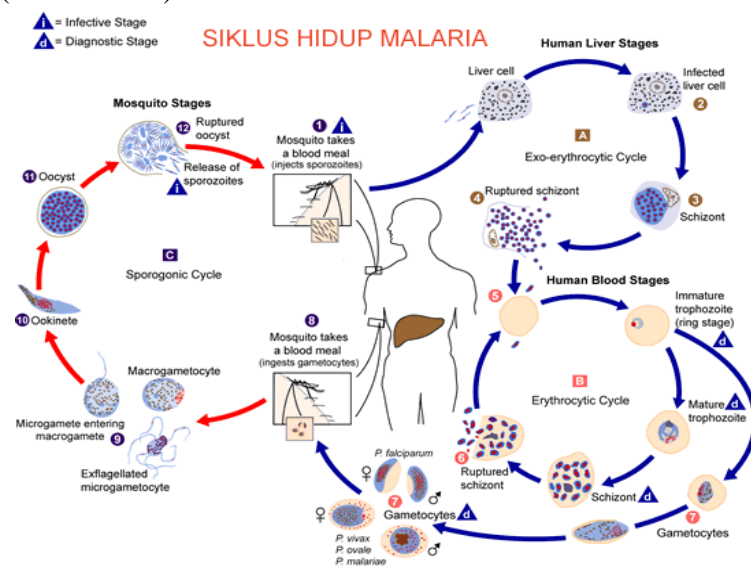 i = Infective Stage
d = Diagnostic Stage
SIKLUS HIDUP MALARIA
Human Liver Stages
Liver cell
Infected
liver cell
2
A
Exo-erythrocytic Cycle
3
Schizont
4
Ruptured schizont
Mosquito Stages
12 Ruptured
oocyst
1 i
Mosquito takes
a blood meal
(injects sporozoites)
11 Oocyst
Release of
sporozoites
i
C
Sporogonic Cycle
10 Ookinete
Macrogametocyte
Microgamete entering
macrogamete 9
Exflagellated
microgametocyte
8
Mosquito takes
a blood meal
(ingests gametocytes)
Human Blood Stages
5
Immature
trophozoite
(ring stage)
d
B
Erythrocytic Cycle
Mature d
trophozoite
6
Ruptured
schizont
Schizont d
7
Gametocytes
P. falciparum
♀
7
♂
Gametocytes d
♀
♂
P. vivax
P. ovale
P. malariae